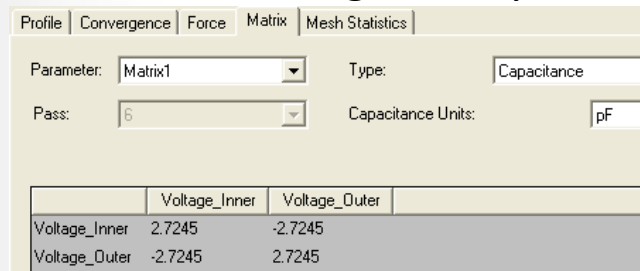 Profile Convergence Force Matrix Mesh Statistics
Parameter: Matrix1 Type: Capacitance
Pass: 6 Capacitance Units: pF
Voltage_Inner Voltage_Outer
Voltage_Inner 2.7245 -2.7245
Voltage_Outer -2.7245 2.7245